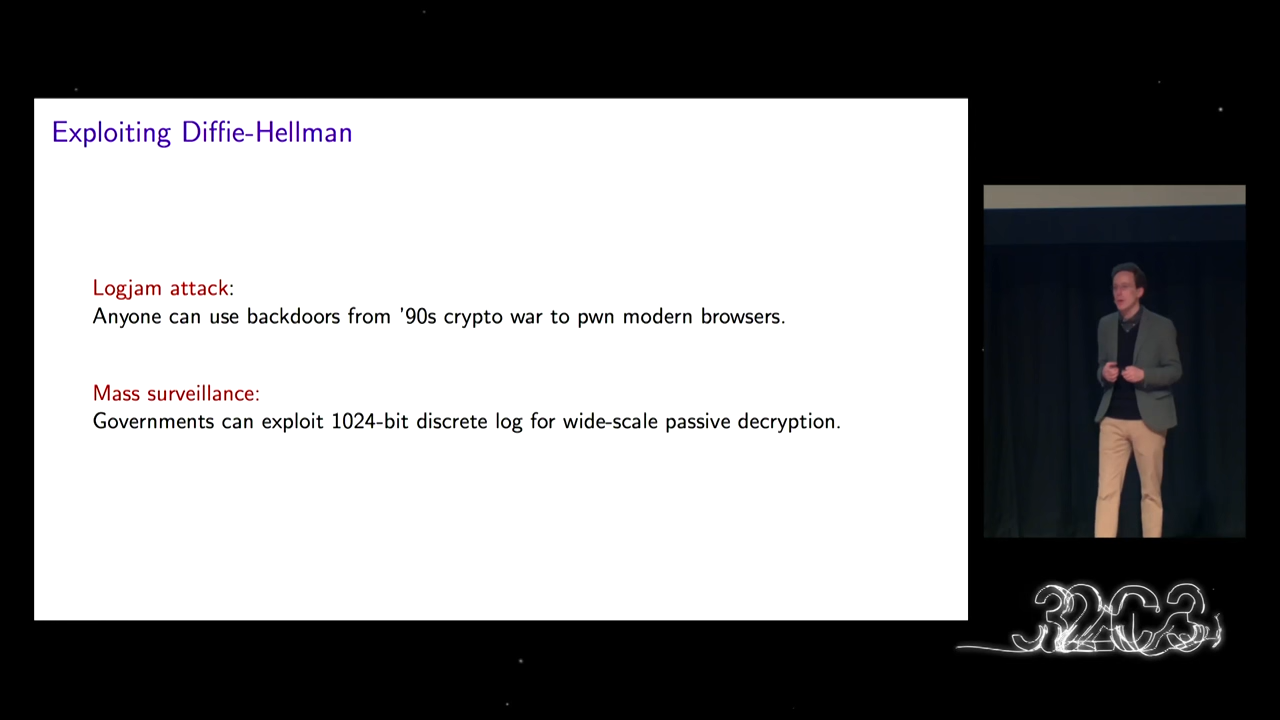 Exploiting Diffie-Hellman
Logjam attack:
Anyone can use backdoors from '90s crypto war to pwn modern browsers.
Mass surveillance:
Governments can exploit 1024-bit discrete log for wide-scale passive decryption.
32C3